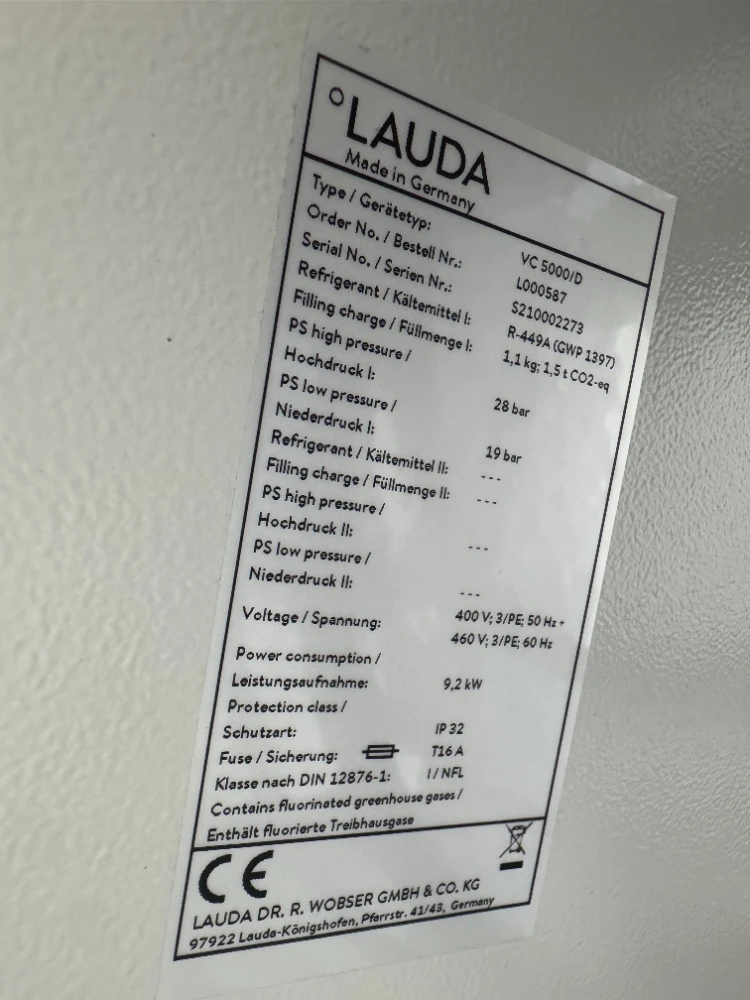 °LAUDA
Made in Germany
Type / Gerätetyp: VC 5000/D
Order No. / Bestell Nr.: L000587
Serial No. / Serien Nr.: S210002273
Refrigerant / Kältemittel I: R-449A (GWP 1397)
Filling charge / Füllmenge I: 1,1 kg; 1,5 t CO2-eq
PS high pressure /
Hochdruck I: 28 bar
PS low pressure /
Niederdruck I: 19 bar
Refrigerant / Kältemittel II: ---
Filling charge / Füllmenge II: ---
PS high pressure /
Hochdruck II: ---
PS low pressure /
Niederdruck II: ---
Voltage / Spannung: 400 V; 3/PE; 50 Hz +
460 V; 3/PE; 60 Hz
Power consumption /
Leistungsaufnahme: 9,2 kW
Protection class /
Schutzart: IP 32
Fuse / Sicherung: T16 A
Klasse nach DIN 12876-1: I / NFL
Contains fluorinated greenhouse gases /
Enthält fluorierte Treibhausgase
CE
LAUDA DR. R. WOBSER GMBH & CO. KG
97922 Lauda-Königshofen, Pfarrstr. 41/43, Germany